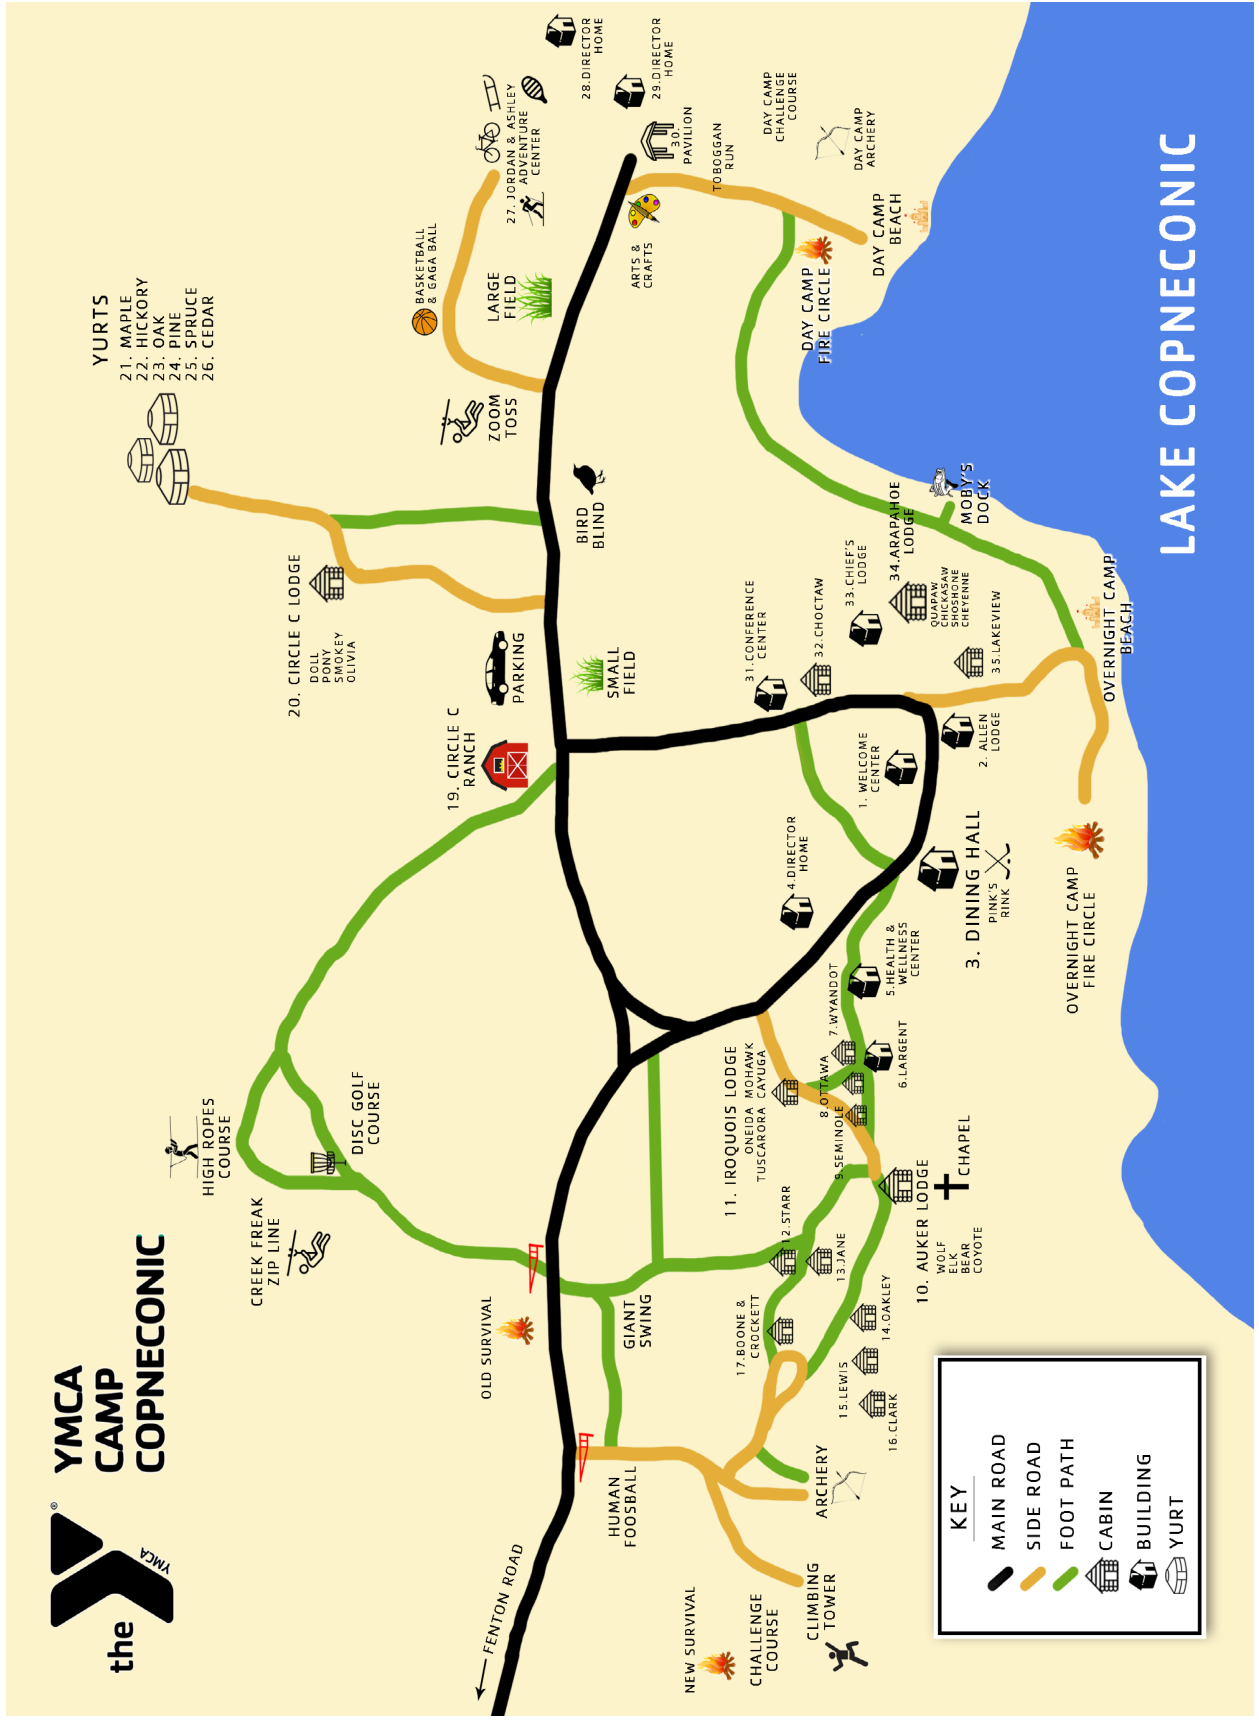 the
YMCA
®
YMCA
CAMP
COPNECONIC
FENTON ROAD
NEW SURVIVAL
CHALLENGE
COURSE
CLIMBING
TOWER
HUMAN
FOOSBALL
ARCHERY
OLD SURVIVAL
GIANT
SWING
CREEK FREAK
ZIP LINE
HIGH ROPES
COURSE
DISC GOLF
COURSE
17.BOONE &
CROCKETT
15.LEWIS
16.CLARK
14.OAKLEY
13.JANE
12.STARR
11. IROQUOIS LODGE
ONEIDA MOHAWK
TUSCARORA CAYUGA
10. AUKER LODGE
WOLF
ELK
BEAR
COYOTE
CHAPEL
9.SEMINOLE
8.OTTAWA
7.WYANDOT
6.LARGENT
5.HEALTH &
WELLNESS
CENTER
4.DIRECTOR
HOME
3. DINING HALL
PINK'S
RINK
OVERNIGHT CAMP
FIRE CIRCLE
1. WELCOME
CENTER
2. ALLEN
LODGE
19. CIRCLE C
RANCH
PARKING
SMALL
FIELD
20. CIRCLE C LODGE
DOLL
PONY
SMOKEY
OLIVIA
YURTS
21. MAPLE
22. HICKORY
23. OAK
24. PINE
25. SPRUCE
26. CEDAR
31.CONFERENCE
CENTER
32.CHOCTAW
33.CHIEF'S
LODGE
34.ARAPAHOE
LODGE
QUAPAW
CHICKASAW
SHOSHONE
CHEYENNE
35.LAKEVIEW
OVERNIGHT CAMP
BEACH
MOBY'S
DOCK
BIRD
BLIND
ZOOM
TOSS
BASKETBALL
& GAGA BALL
LARGE
FIELD
27. JORDAN & ASHLEY
ADVENTURE
CENTER
28.DIRECTOR
HOME
29.DIRECTOR
HOME
30.
PAVILION
ARTS &
CRAFTS
TOBOGGAN
RUN
DAY CAMP
CHALLENGE
COURSE
DAY CAMP
ARCHERY
DAY CAMP
BEACH
DAY CAMP
FIRE CIRCLE
LAKE COPNECONIC
KEY
MAIN ROAD
SIDE ROAD
FOOT PATH
CABIN
BUILDING
YURT